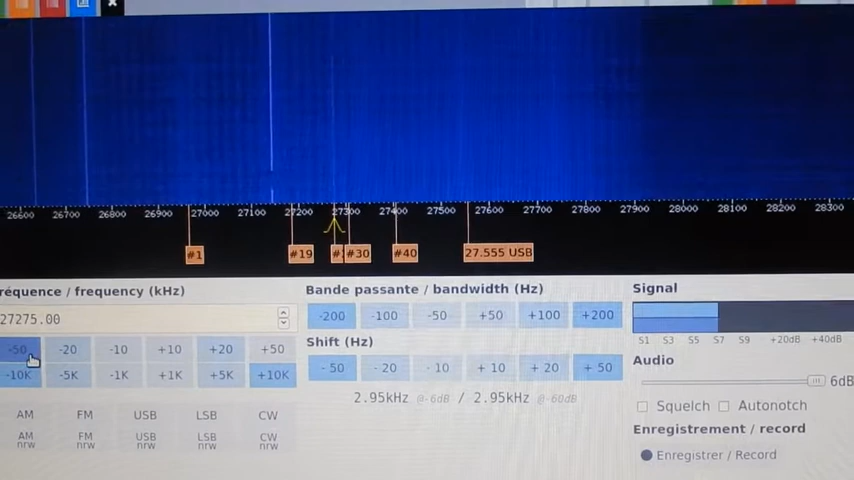 26600 26700 26800 26900 27000 27100 27200 27300 27400 27500 27600 27700 27800 27900 28000 28100 28200 28300
#1 #19 #30 #40 27.555 USB
réquence / frequency (kHz)
27275.00
-50 -20 -10 +10 +20 +50
-10K -5K -1K +1K +5K +10K
AM FM USB LSB CW
AM nrw FM nrw USB nrw LSB nrw CW nrw
Bande passante / bandwidth (Hz)
-200 -100 -50 +50 +100 +200
Shift (Hz)
- 50 - 20 - 10 + 10 + 20 + 50
2.95kHz @-6dB / 2.95kHz @-60dB
Signal
S1 S3 S5 S7 S9 +20dB +40dB
Audio
6dB
Squelch Autonotch
Enregistrement / record
Enregistrer / Record